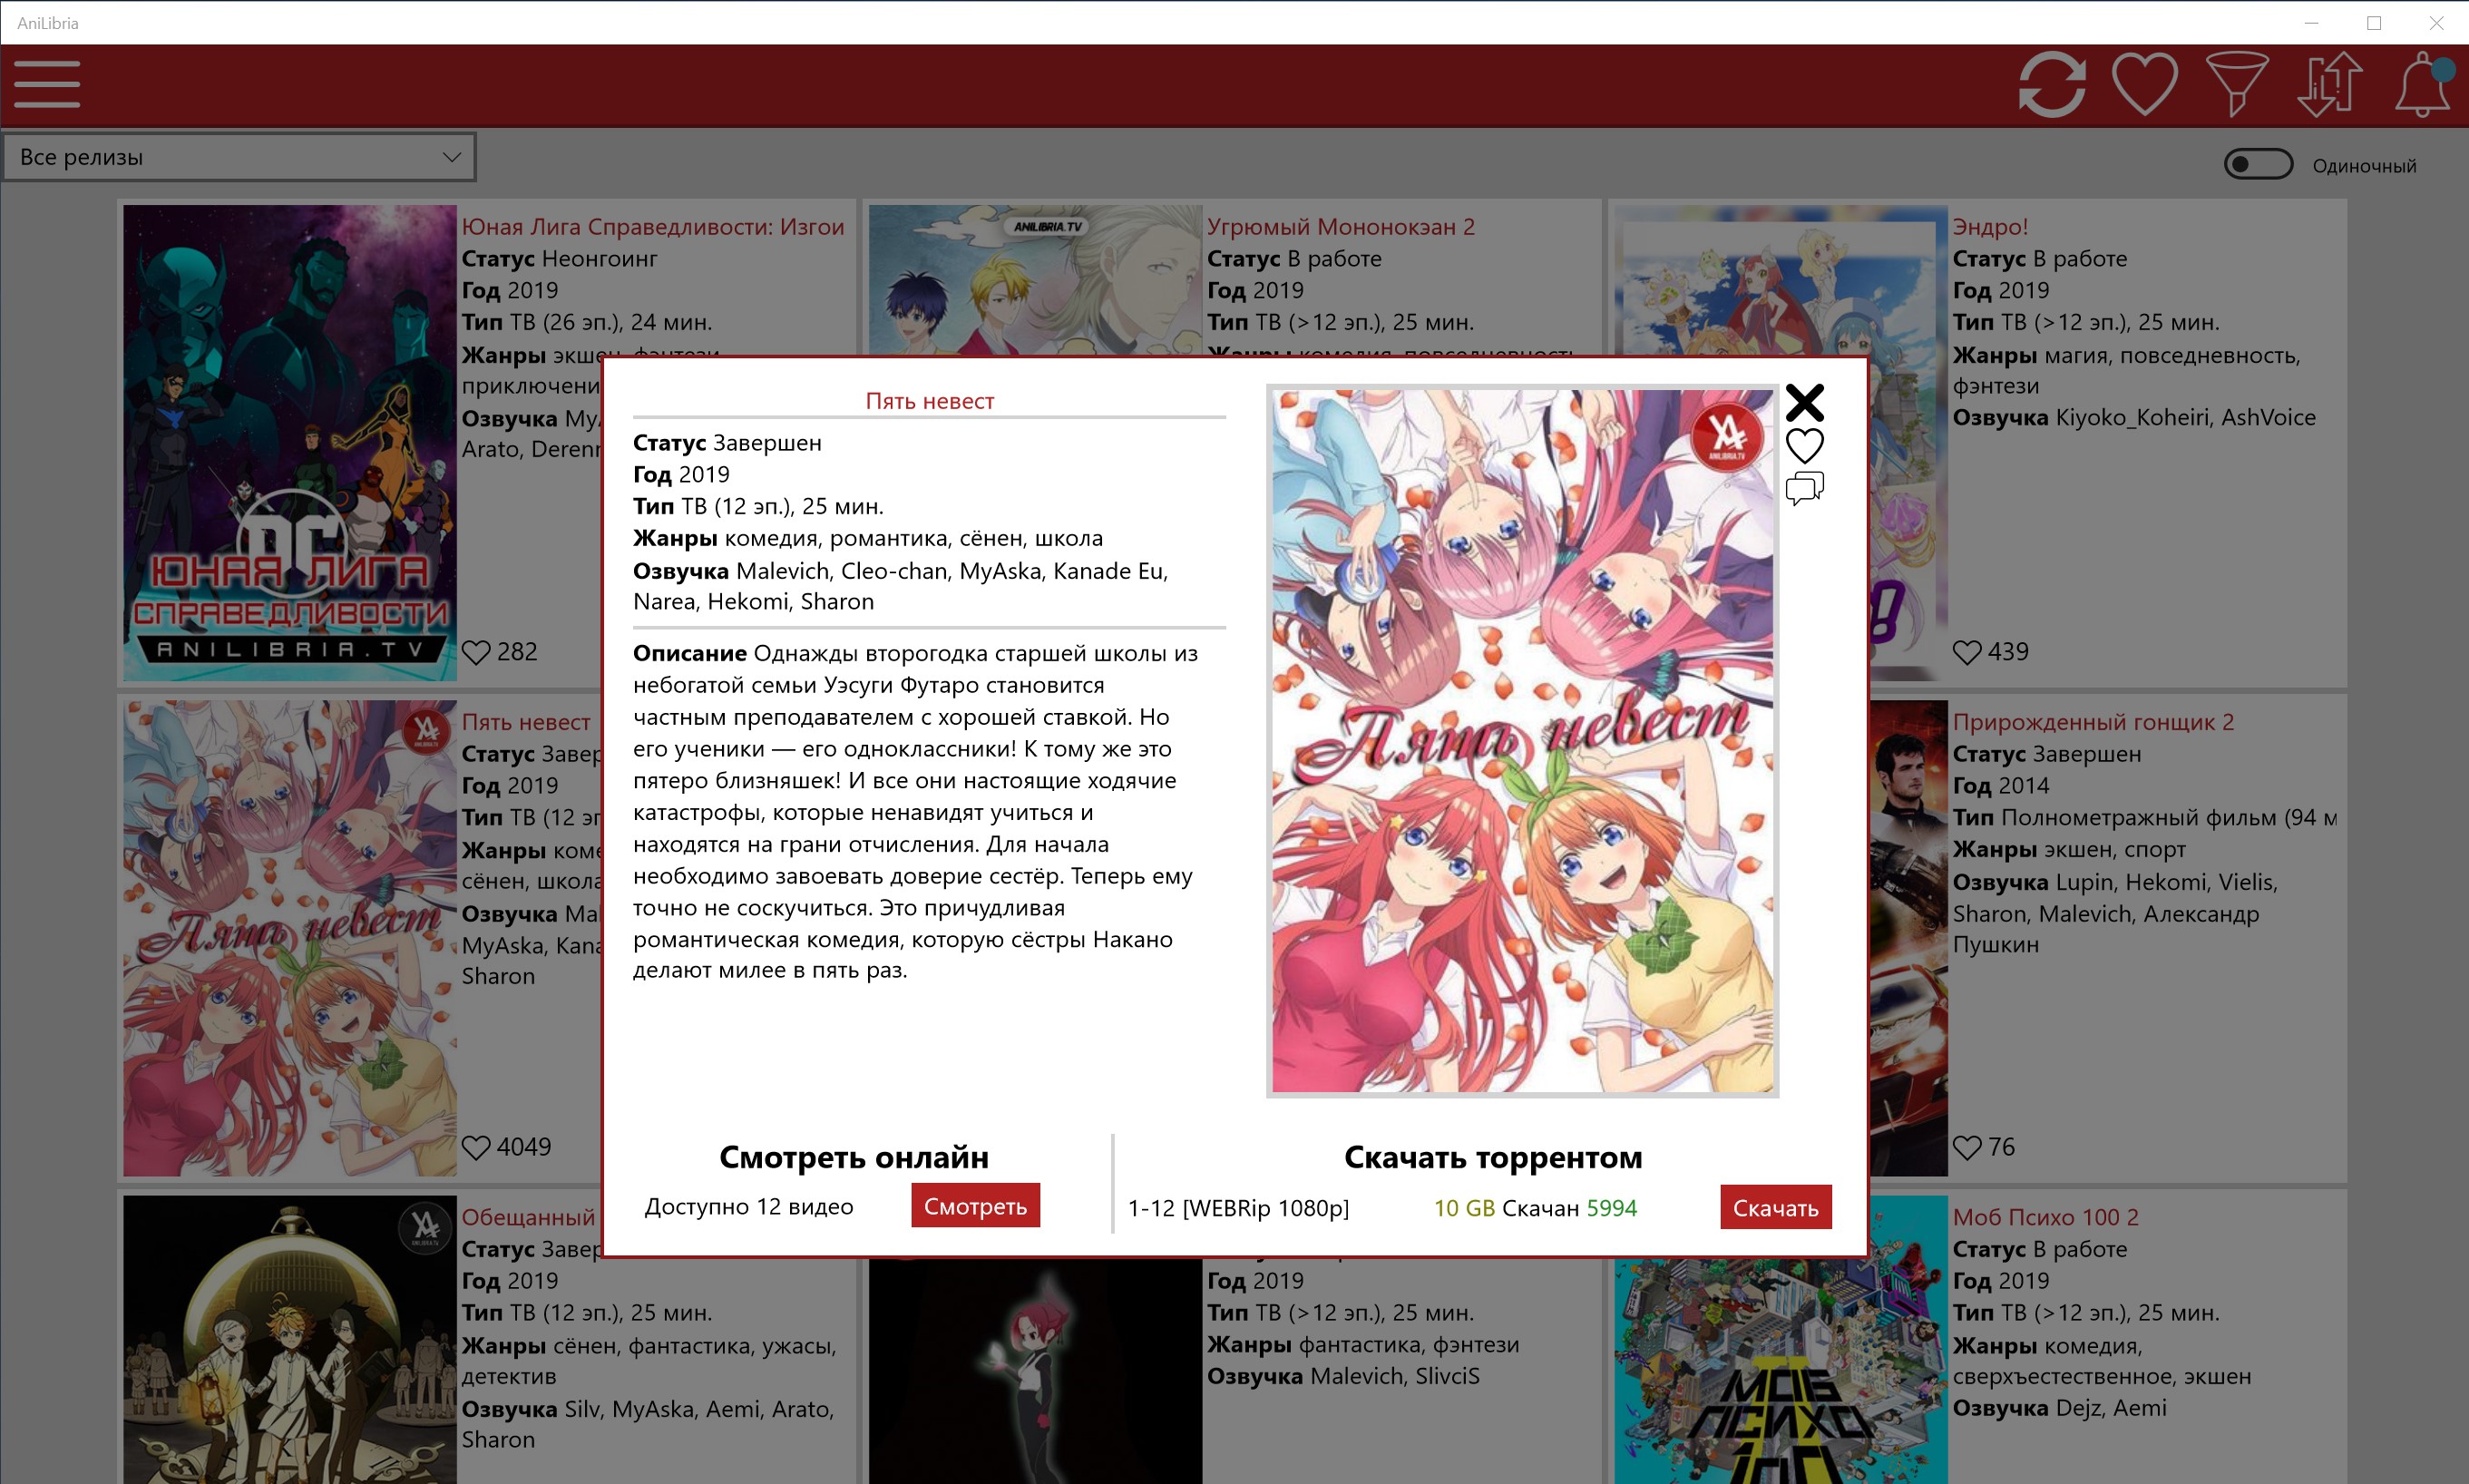 AniLibria
Все релизы
Одиночный
Юная Лига Справедливости: Изгои
Статус Неонгоинг
Год 2019
Тип ТВ (26 эп.), 24 мин.
Жанры экшен, фэнтези
приключени
Озвучка MyA
Arato, Derenn
282
DC
ЮНАЯ ЛИГА
СПРАВЕДЛИВОСТИ
ANILIBRIA.TV
ANILIBRIA.TV
Угрюмый Мононокэан 2
Статус В работе
Год 2019
Тип ТВ (>12 эп.), 25 мин.
Жанры комедия, повседневность
Эндро!
Статус В работе
Год 2019
Тип ТВ (>12 эп.), 25 мин.
Жанры магия, повседневность,
фэнтези
Озвучка Kiyoko_Koheiri, AshVoice
439
Пять невест
Статус Завершен
Год 2019
Тип ТВ (12 эп.), 25 мин.
Жанры комедия, романтика, сёнен, школа
Озвучка Malevich, Cleo-chan, MyAska, Kanade Eu,
Narea, Hekomi, Sharon
Описание Однажды второгодка старшей школы из
небогатой семьи Уэсуги Футаро становится
частным преподавателем с хорошей ставкой. Но
его ученики — его одноклассники! К тому же это
пятеро близняшек! И все они настоящие ходячие
катастрофы, которые ненавидят учиться и
находятся на грани отчисления. Для начала
необходимо завоевать доверие сестёр. Теперь ему
точно не соскучиться. Это причудливая
романтическая комедия, которую сёстры Накано
делают милее в пять раз.
ANILIBRIA.TV
Пять невест
Смотреть онлайн
Доступно 12 видео
Смотреть
Скачать торрентом
1-12 [WEBRip 1080p]
10 GB Скачан 5994
Скачать
Пять невест
Статус Завер
Год 2019
Тип ТВ (12 эп
Жанры коме
сёнен, школа
Озвучка Mal
MyAska, Kana
Sharon
4049
Пять невест
Прирожденный гонщик 2
Статус Завершен
Год 2014
Тип Полнометражный фильм (94 м
Жанры экшен, спорт
Озвучка Lupin, Hekomi, Vielis,
Sharon, Malevich, Александр
Пушкин
76
Обещанный
Статус Завер
Год 2019
Тип ТВ (12 эп.), 25 мин.
Жанры сёнен, фантастика, ужасы,
детектив
Озвучка Silv, MyAska, Aemi, Arato,
Sharon
Год 2019
Тип ТВ (>12 эп.), 25 мин.
Жанры фантастика, фэнтези
Озвучка Malevich, SlivciS
Моб Психо 100 2
Статус В работе
Год 2019
Тип ТВ (>12 эп.), 25 мин.
Жанры комедия,
сверхъестественное, экшен
Озвучка Dejz, Aemi
МОБ
ПСИХО
100